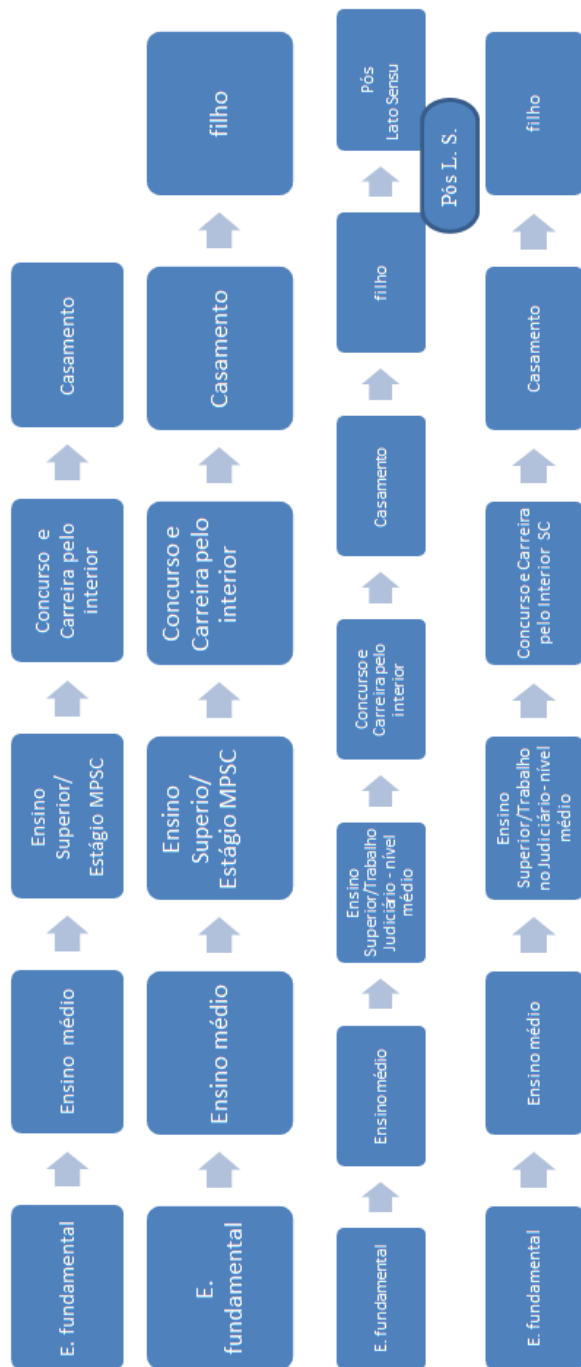 E. fundamental
Ensino médio
Ensino
Superior/
Estágio MPSC
Concurso e
Carreira pelo
interior
Casamento
E.
fundamental
Ensino médio
Ensino
Superio/
Estágio MPSC
Concurso e
Carreira pelo
interior
Casamento
filho
E. fundamental
Ensino médio
Ensino
Superior/Trabalho
Judiciário - nível
médio
Concurso e
Carreira pelo
interior
Casamento
filho
Pós
Lato Sensu
Pós L. S.
E. fundamental
Ensino médio
Ensino
Superior/Trabalho
no Judiciário- nível
médio
Concurso e Carreira
pelo Interior SC
Casamento
filho